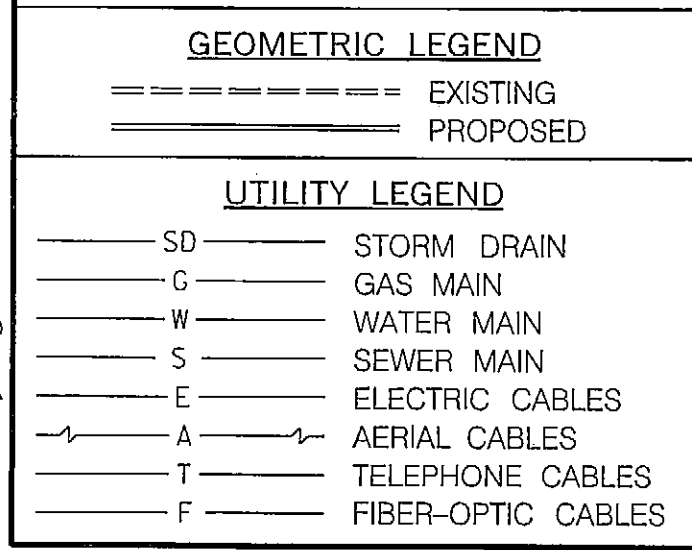 GEOMETRIC LEGEND
EXISTING
PROPOSED
UTILITY LEGEND
SD STORM DRAIN
G GAS MAIN
W WATER MAIN
S SEWER MAIN
E ELECTRIC CABLES
A AERIAL CABLES
T TELEPHONE CABLES
F FIBER-OPTIC CABLES